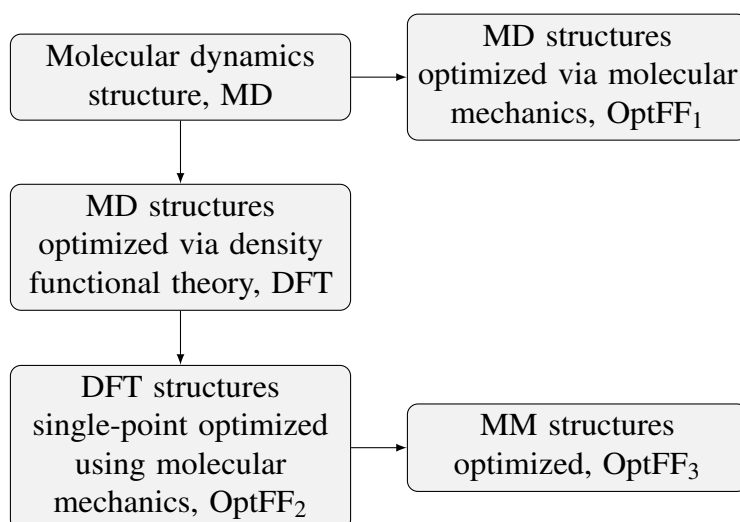 Molecular dynamics
structure, MD
MD structures
optimized via molecular
mechanics, OptFF₁
MD structures
optimized via density
functional theory, DFT
DFT structures
single-point optimized
using molecular
mechanics, OptFF₂
MM structures
optimized, OptFF₃